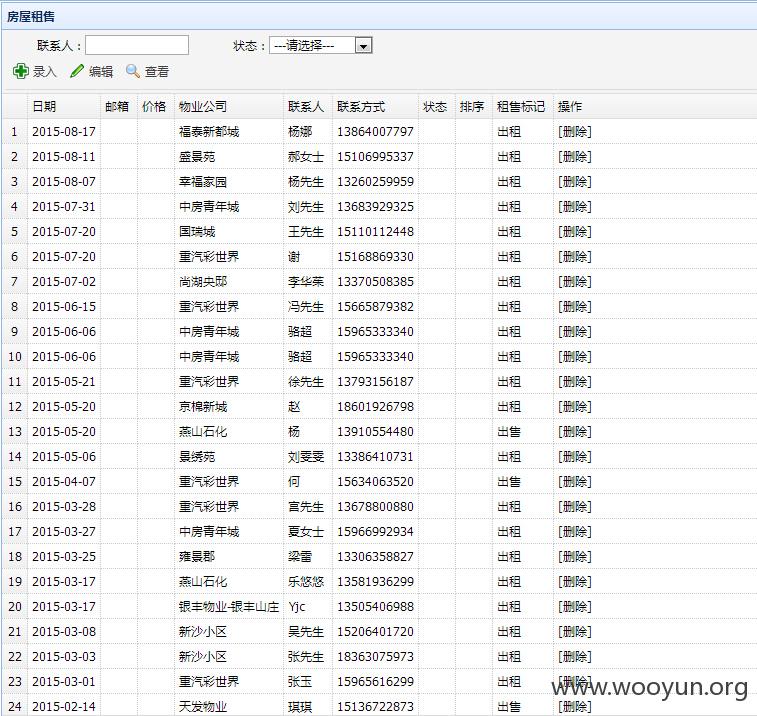 房屋租售
联系人： 状态： ---请选择---
录入 编辑 查看
日期 邮箱 价格 物业公司 联系人 联系方式 状态 排序 租售标记 操作
1 2015-08-17 福泰新都城 杨娜 13864007797 出租 [删除]
2 2015-08-11 盛景苑 郝女士 15106995337 出租 [删除]
3 2015-08-07 幸福家园 杨先生 13260259959 出租 [删除]
4 2015-07-31 中房青年城 刘先生 13683929325 出租 [删除]
5 2015-07-20 国瑞城 王先生 15110112448 出租 [删除]
6 2015-07-20 重汽彩世界 谢 15168869330 出租 [删除]
7 2015-07-02 尚湖央邸 李华茱 13370508385 出租 [删除]
8 2015-06-15 重汽彩世界 冯先生 15665879382 出租 [删除]
9 2015-06-06 中房青年城 骆超 15965333340 出租 [删除]
10 2015-06-06 中房青年城 骆超 15965333340 出租 [删除]
11 2015-05-21 重汽彩世界 徐先生 13793156187 出租 [删除]
12 2015-05-20 京棉新城 赵 18601926798 出租 [删除]
13 2015-05-20 燕山石化 杨 13910554480 出售 [删除]
14 2015-05-06 景绣苑 刘雯雯 13386410731 出租 [删除]
15 2015-04-07 重汽彩世界 何 15634063520 出售 [删除]
16 2015-03-28 重汽彩世界 宫先生 13678800880 出租 [删除]
17 2015-03-27 中房青年城 夏女士 15966992934 出租 [删除]
18 2015-03-25 雍景郡 梁雷 13306358827 出租 [删除]
19 2015-03-17 燕山石化 乐悠悠 13581936299 出租 [删除]
20 2015-03-17 银丰物业-银丰山庄 Yjc 13505406988 出租 [删除]
21 2015-03-08 新沙小区 吴先生 15206401720 出租 [删除]
22 2015-03-03 新沙小区 张先生 18363075973 出租 [删除]
23 2015-03-01 重汽彩世界 张玉 15965616299 出租 [删除]
www.wooyun.org
24 2015-02-14 天发物业 琪琪 15136722873 出售 [删除]